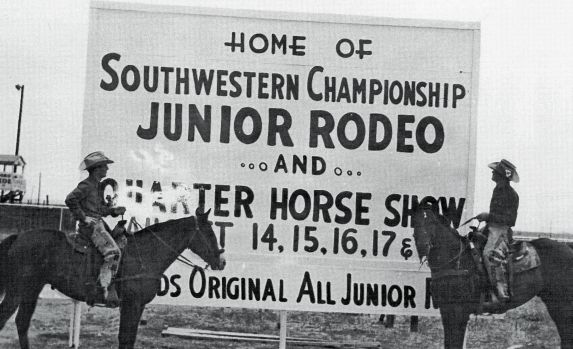 HOME OF
SOUTHWESTERN CHAMPIONSHIP
JUNIOR RODEO
AND
QUARTER HORSE SHOW
14, 15, 16, 17 &
ORIGINAL ALL JUNIOR